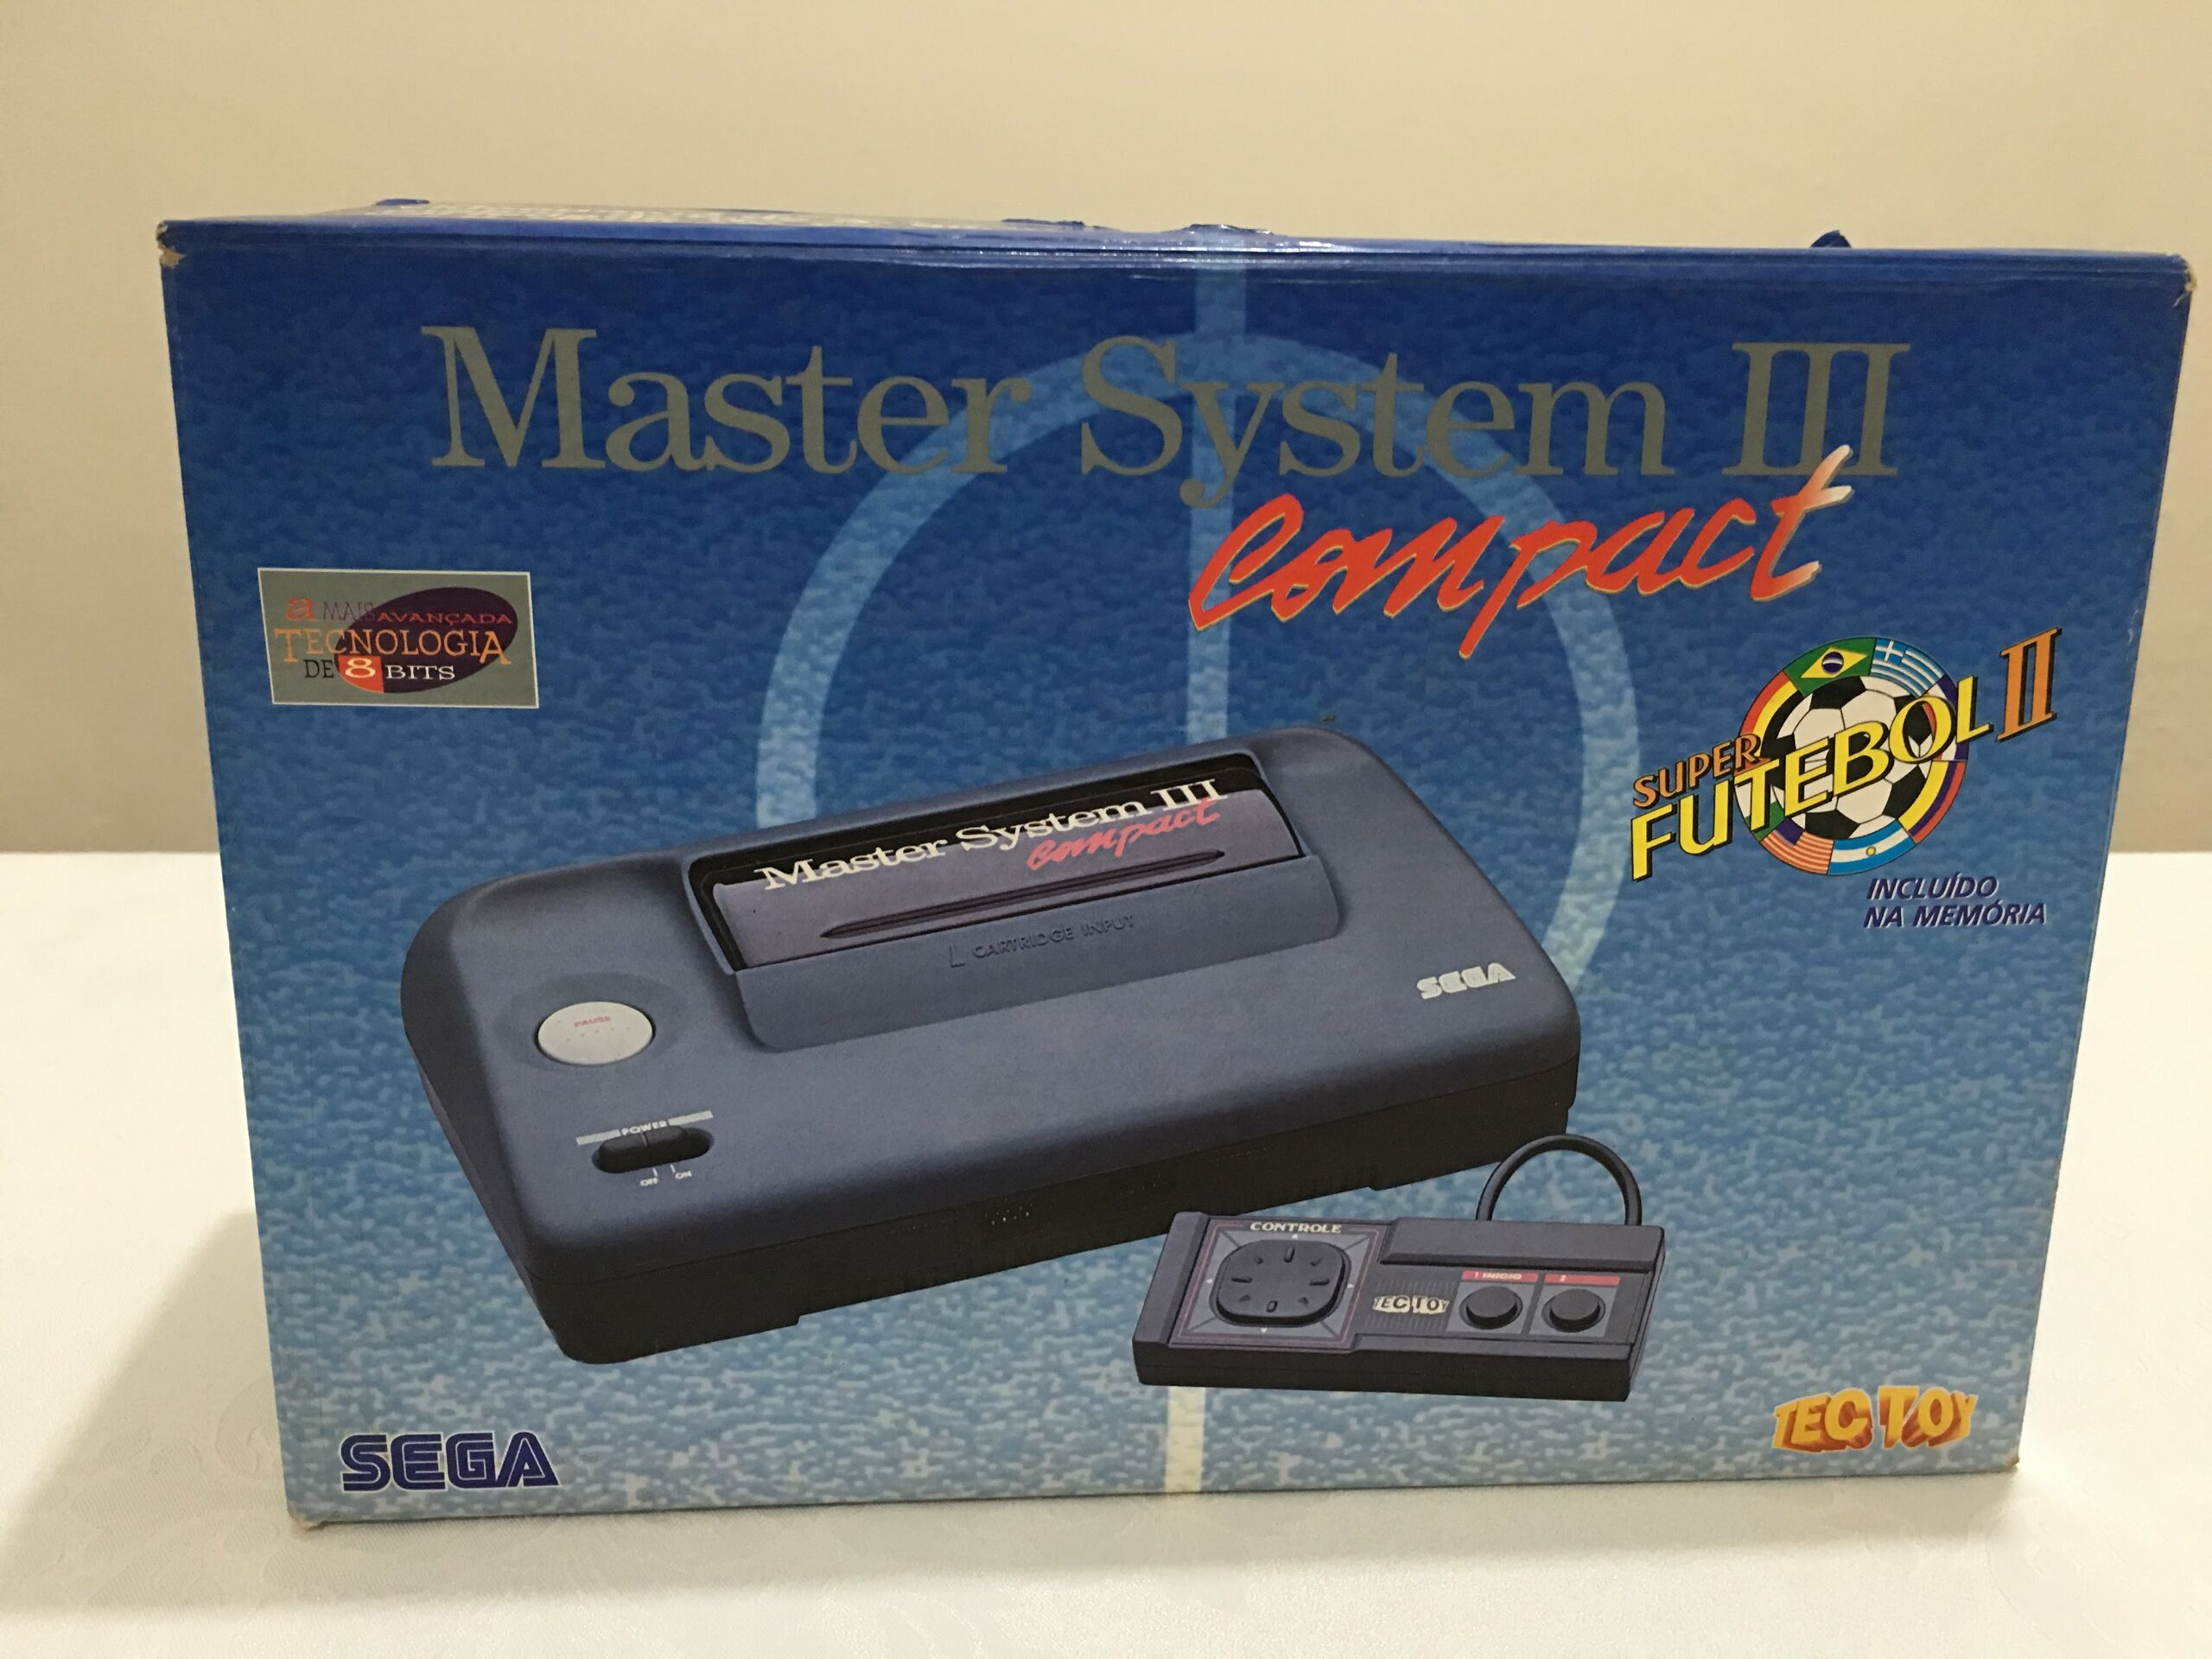 Master System III
compact
a MAIS AVANÇADA
TECNOLOGIA
DE 8 BITS
SUPER
FUTEBOL II
INCLUÍDO
NA MEMÓRIA
Master System III
compact
CARTRIDGE INPUT
SEGA
PAUSE
POWER
OFF ON
CONTROLE
TEC TOY
1 INÍCIO 2
SEGA
TEC TOY